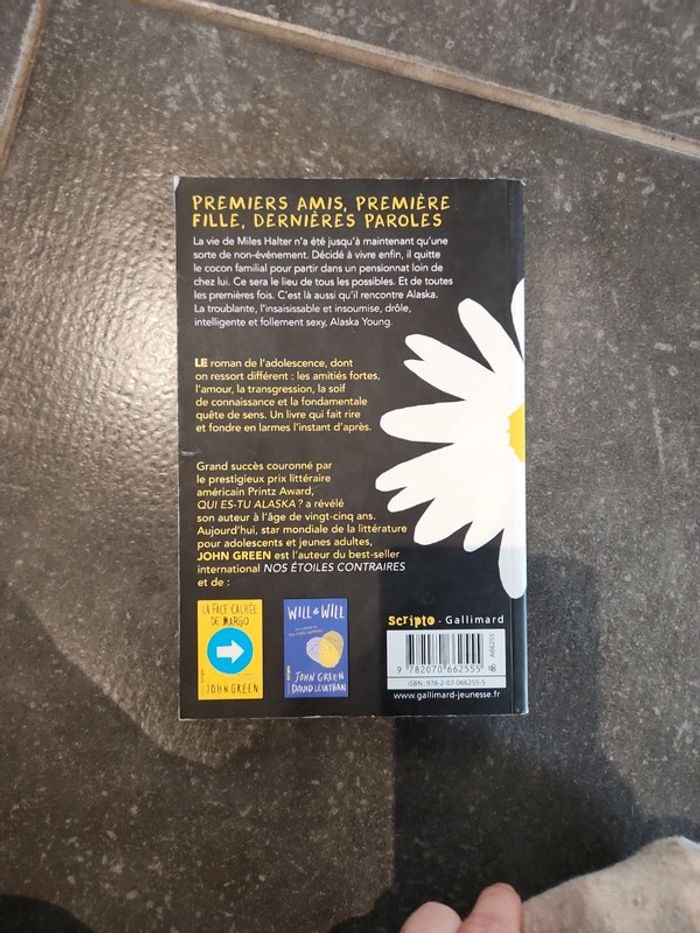 PREMIERS AMIS, PREMIÈRE
FILLE, DERNIÈRES PAROLES
La vie de Miles Halter n'a été jusqu'à maintenant qu'une
sorte de non-événement. Décidé à vivre enfin, il quitte
le cocon familial pour partir dans un pensionnat loin de
chez lui. Ce sera le lieu de tous les possibles. Et de toutes
les premières fois. C'est là aussi qu'il rencontre Alaska.
La troublante, l'insaisissable et insoumise, drôle,
intelligente et follement sexy, Alaska Young.
LE roman de l'adolescence, dont
on ressort différent : les amitiés fortes,
l'amour, la transgression, la soif
de connaissance et la fondamentale
quête de sens. Un livre qui fait rire
et fondre en larmes l'instant d'après.
Grand succès couronné par
le prestigieux prix littéraire
américain Printz Award,
QUI ES-TU ALASKA ? a révélé
son auteur à l'âge de vingt-cinq ans.
Aujourd'hui, star mondiale de la littérature
pour adolescents et jeunes adultes,
JOHN GREEN est l'auteur du best-seller
international NOS ÉTOILES CONTRAIRES
et de :
LA FACE CACHÉE
DE MARGO
JOHN GREEN
WILL & WILL
JOHN GREEN
DAVID LEVITHAN
Scripto - Gallimard
9 782070 662555
A66255
ISBN : 978-2-07-066255-5
www.gallimard-jeunesse.fr